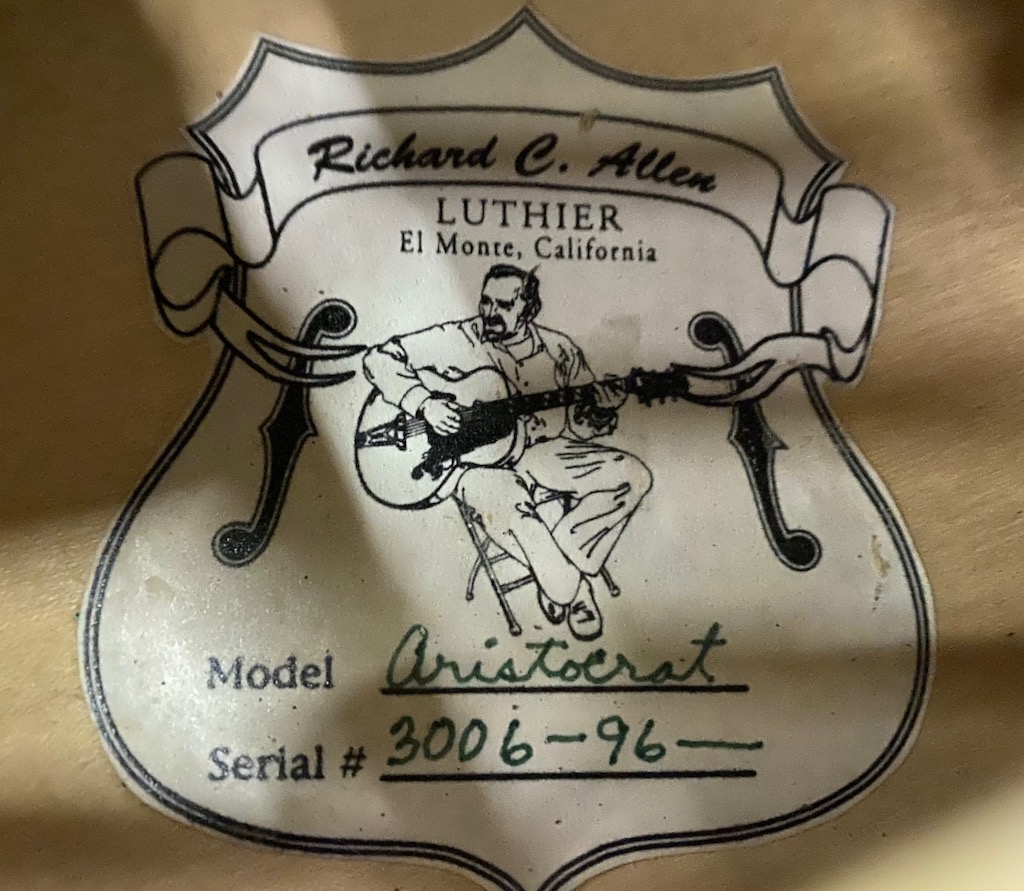 Richard C. Allen
LUTHIER
El Monte, California
Model Aristocrat
Serial # 3006-96-